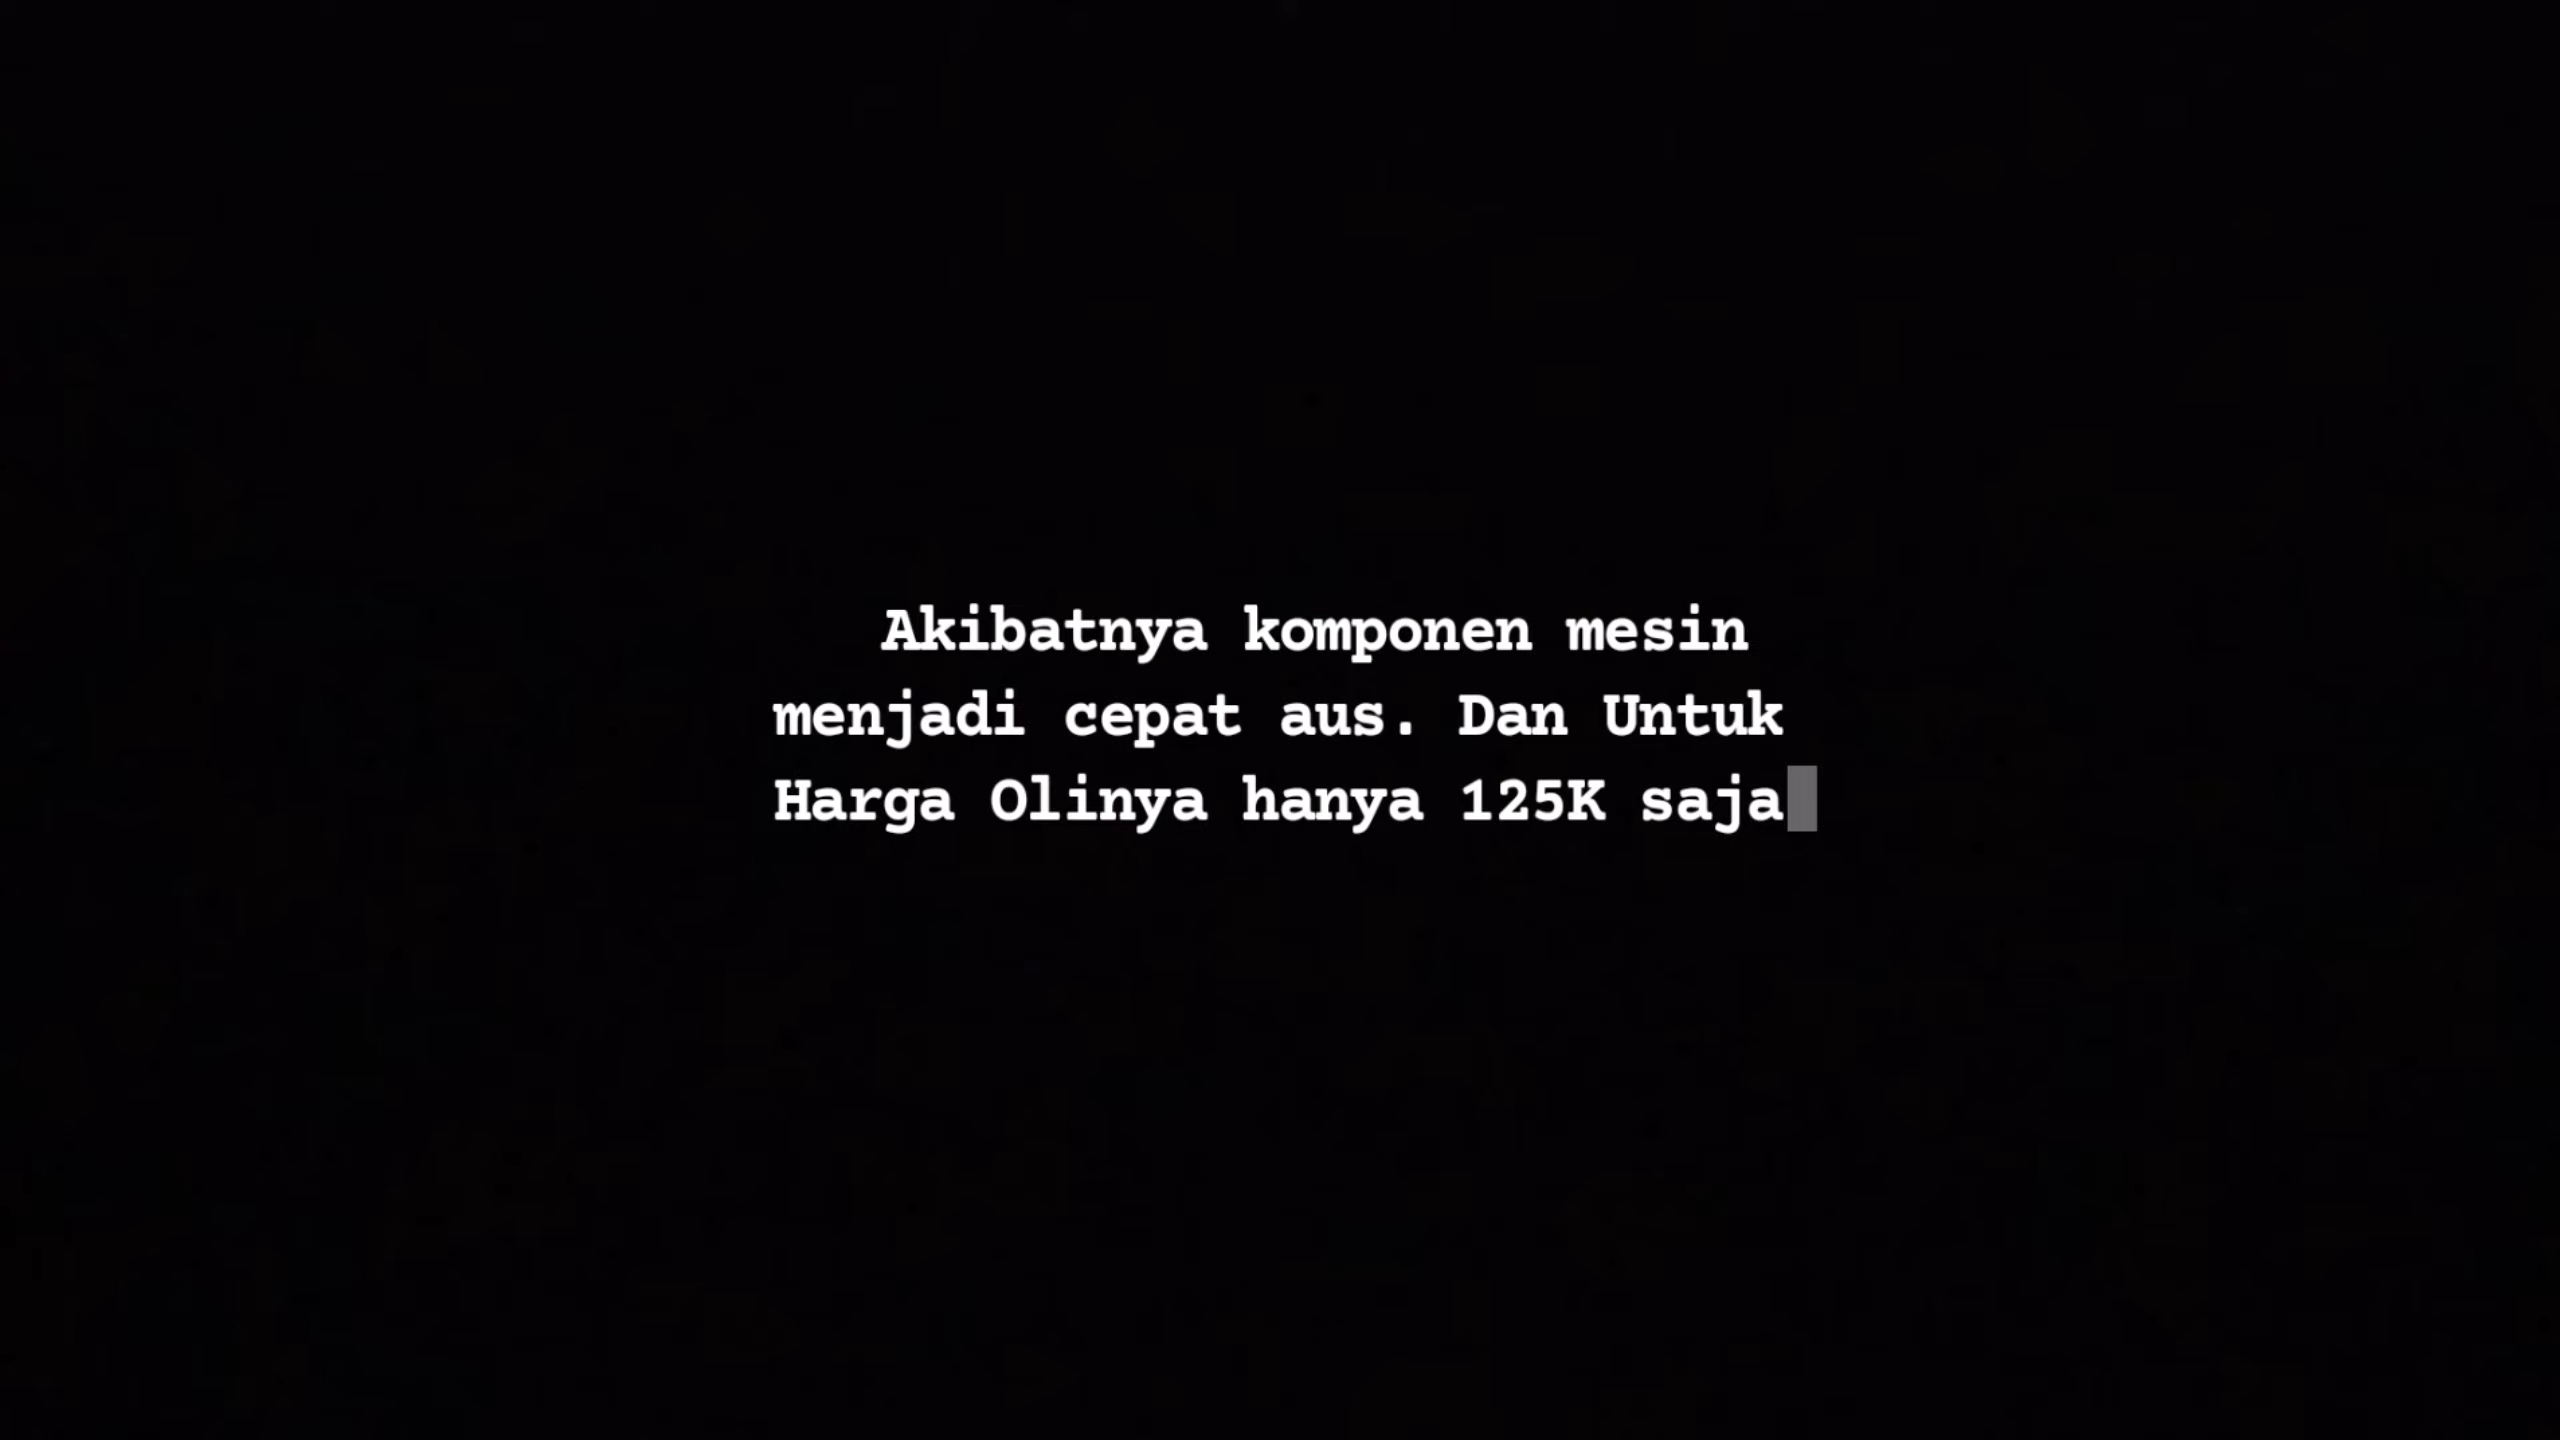 Akibatnya komponen mesin
menjadi cepat aus. Dan Untuk
Harga Olinya hanya 125K saja